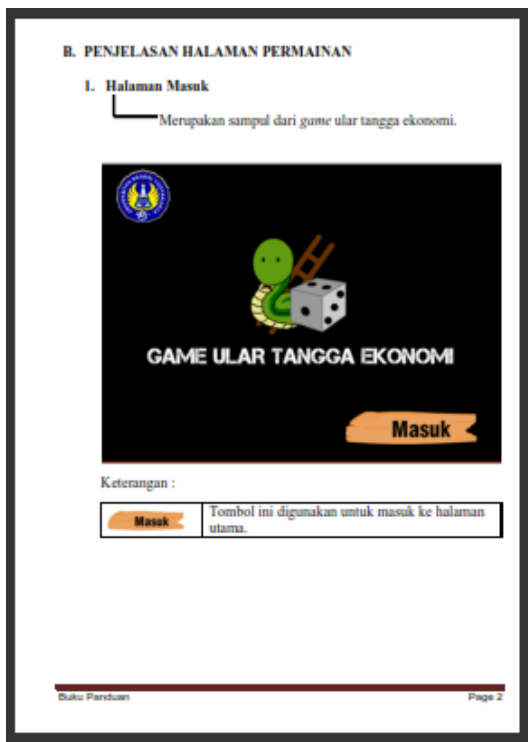 B. PENJELASAN HALAMAN PERMAINAN
1. Halaman Masuk
Merupakan sampul dari game ular tangga ekonomi.
GAME ULAR TANGGA EKONOMI
Masuk
Keterangan :
Masuk
Tombol ini digunakan untuk masuk ke halaman
utama.
Buku Panduan
Page 2